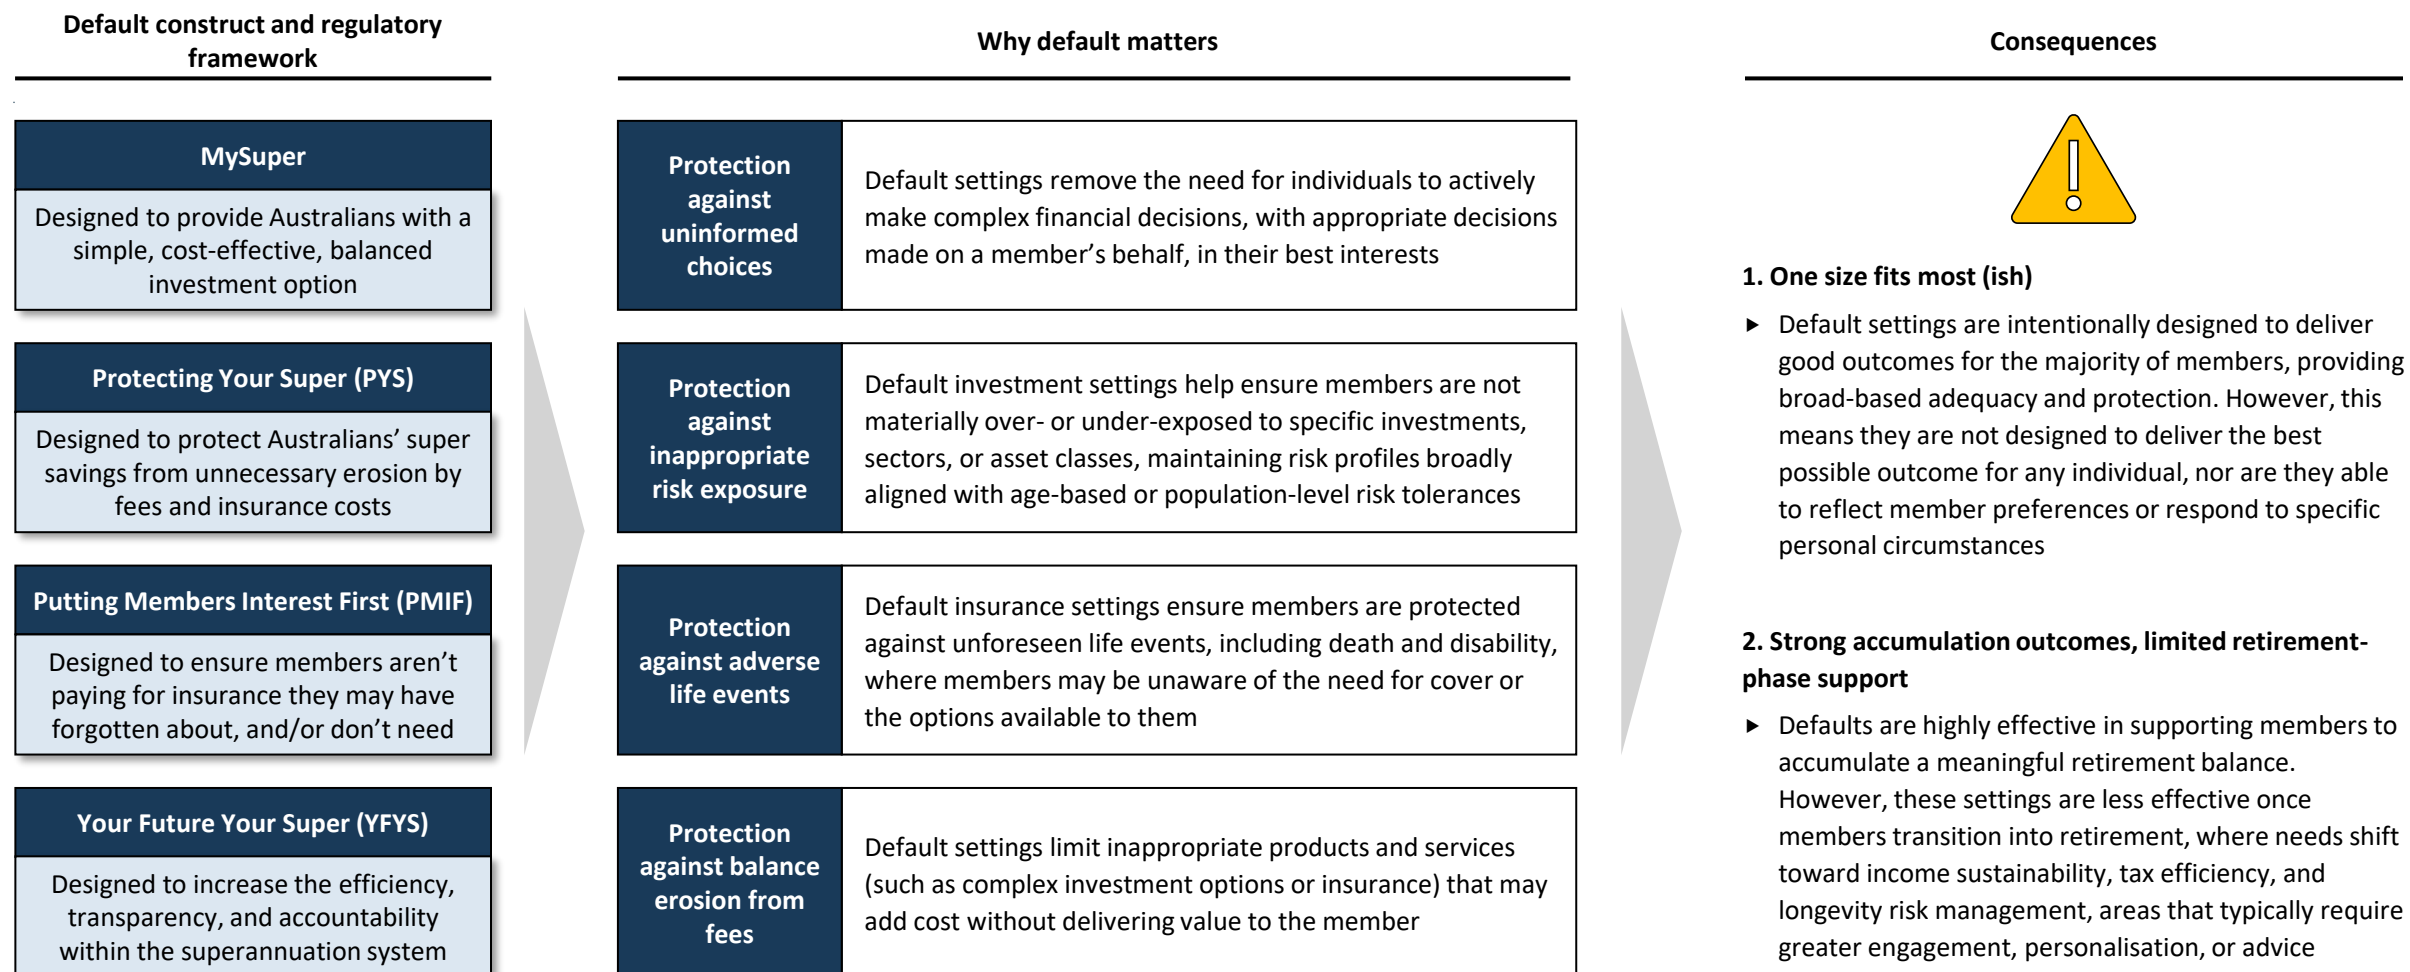 Default construct and regulatory
framework
MySuper
Designed to provide Australians with a
simple, cost-effective, balanced
investment option
Protecting Your Super (PYS)
Designed to protect Australians’ super
savings from unnecessary erosion by
fees and insurance costs
Putting Members Interest First (PMIF)
Designed to ensure members aren’t
paying for insurance they may have
forgotten about, and/or don’t need
Your Future Your Super (YFYS)
Designed to increase the efficiency,
transparency, and accountability
within the superannuation system
Why default matters
Protection
against
uninformed
choices
Default settings remove the need for individuals to actively
make complex financial decisions, with appropriate decisions
made on a member’s behalf, in their best interests
Protection
against
inappropriate
risk exposure
Default investment settings help ensure members are not
materially over- or under-exposed to specific investments,
sectors, or asset classes, maintaining risk profiles broadly
aligned with age-based or population-level risk tolerances
Protection
against adverse
life events
Default insurance settings ensure members are protected
against unforeseen life events, including death and disability,
where members may be unaware of the need for cover or
the options available to them
Protection
against balance
erosion from
fees
Default settings limit inappropriate products and services
(such as complex investment options or insurance) that may
add cost without delivering value to the member
Consequences
1. One size fits most (ish)
▶ Default settings are intentionally designed to deliver
good outcomes for the majority of members, providing
broad-based adequacy and protection. However, this
means they are not designed to deliver the best
possible outcome for any individual, nor are they able
to reflect member preferences or respond to specific
personal circumstances
2. Strong accumulation outcomes, limited retirement-
phase support
▶ Defaults are highly effective in supporting members to
accumulate a meaningful retirement balance.
However, these settings are less effective once
members transition into retirement, where needs shift
toward income sustainability, tax efficiency, and
longevity risk management, areas that typically require
greater engagement, personalisation, or advice